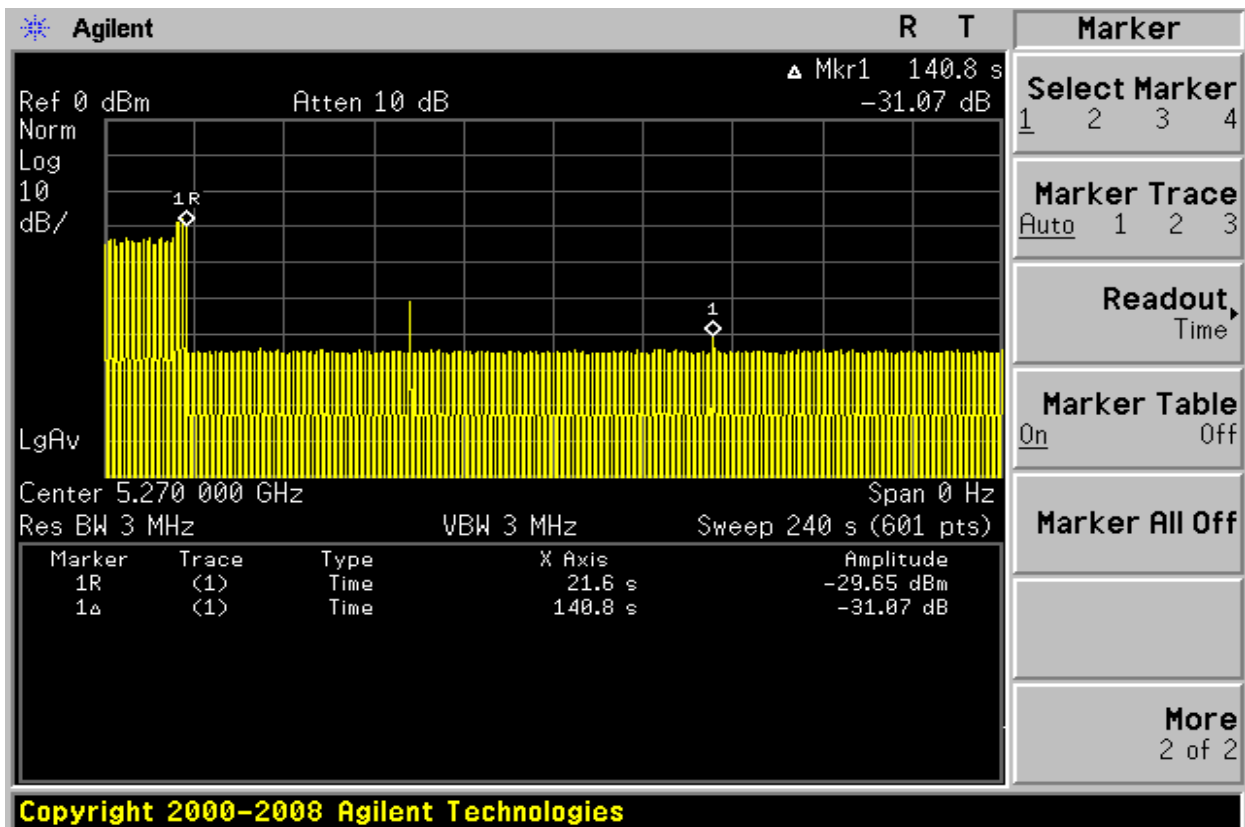 Agilent R T
▵ Mkr1 140.8 s
Ref 0 dBm Atten 10 dB -31.07 dB
Norm
Log
10
dB/
1R
1
LgAv
Center 5.270 000 GHz Span 0 Hz
Res BW 3 MHz VBW 3 MHz Sweep 240 s (601 pts)
Marker Trace Type X Axis Amplitude
1R (1) Time 21.6 s -29.65 dBm
1▵ (1) Time 140.8 s -31.07 dB
Marker
Select Marker
1 2 3 4
Marker Trace
Auto 1 2 3
Readout
Time
Marker Table
On Off
Marker All Off
More
2 of 2
Copyright 2000-2008 Agilent Technologies